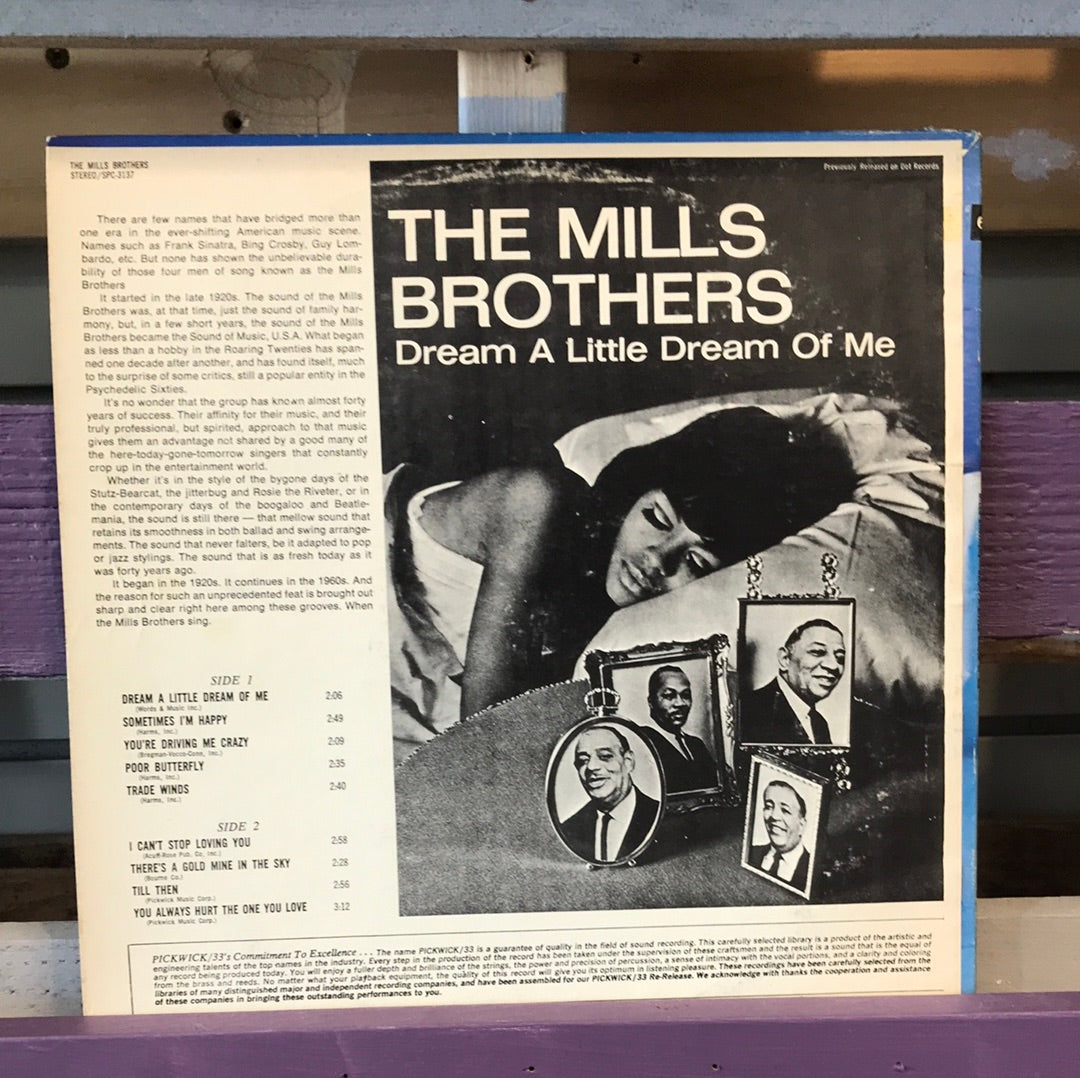 THE MILLS BROTHERS
STEREO/SPC-3137
Previously Released on Dot Records
There are few names that have bridged more than
one era in the ever-shifting American music scene.
Names such as Frank Sinatra, Bing Crosby, Guy Lom-
bardo, etc. But none has shown the unbelievable dura-
bility of those four men of song known as the Mills
Brothers
It started in the late 1920s. The sound of the Mills
Brothers was, at that time, just the sound of family har-
mony, but, in a few short years, the sound of the Mills
Brothers became the Sound of Music, U.S.A. What began
as less than a hobby in the Roaring Twenties has span-
ned one decade after another, and has found itself, much
to the surprise of some critics, still a popular entity in the
Psychedelic Sixties.
It's no wonder that the group has known almost forty
years of success. Their affinity for their music, and their
truly professional, but spirited, approach to that music
gives them an advantage not shared by a good many of
the here-today-gone-tomorrow singers that constantly
crop up in the entertainment world.
Whether it's in the style of the bygone days of the
Stutz-Bearcat, the jitterbug and Rosie the Riveter, or in
the contemporary days of the boogaloo and Beatle-
mania, the sound is still there — that mellow sound that
retains its smoothness in both ballad and swing arrange-
ments. The sound that never falters, be it adapted to pop
or jazz stylings. The sound that is as fresh today as it
was forty years ago.
It began in the 1920s. It continues in the 1960s. And
the reason for such an unprecedented feat is brought out
sharp and clear right here among these grooves. When
the Mills Brothers sing.
THE MILLS
BROTHERS
Dream A Little Dream Of Me
SIDE 1
DREAM A LITTLE DREAM OF ME 2:06
(Words & Music Inc.)
SOMETIMES I'M HAPPY 2:49
(Harms, Inc.)
YOU'RE DRIVING ME CRAZY 2:09
(Bregman-Vocco-Conn, Inc.)
POOR BUTTERFLY 2:35
(Harms, Inc.)
TRADE WINDS 2:40
(Harms, Inc.)
SIDE 2
I CAN'T STOP LOVING YOU 2:58
(Acuff-Rose Pub. Co, Inc.)
THERE'S A GOLD MINE IN THE SKY 2:28
(Bourne Co.)
TILL THEN 2:56
(Pickwick Music Corp.)
YOU ALWAYS HURT THE ONE YOU LOVE 3:12
(Pickwick Music Corp.)
PICKWICK/33's Commitment To Excellence . . . The name PICKWICK/33 is a guarantee of quality in the field of sound recording. This carefully selected library is a product of the artistic and
engineering talents of the top names in the industry. Every step in the production of the record has been taken under the supervision of these craftsmen and the result is a sound that is the equal of
any record being produced today. You will enjoy a fuller depth and brilliance of the strings, the power and precision of percussion, a sense of intimacy with the vocal portions, and a clarity and coloring
from the brass and reeds. No matter what your playback equipment, the quality of this record will give you its optimum in listening pleasure. These recordings have been carefully selected from the
libraries of many distinguished major and independent recording companies, and have been assembled for our PICKWICK/33 Re-Release. We acknowledge with thanks the cooperation and assistance
of these companies in bringing these outstanding performances to you.